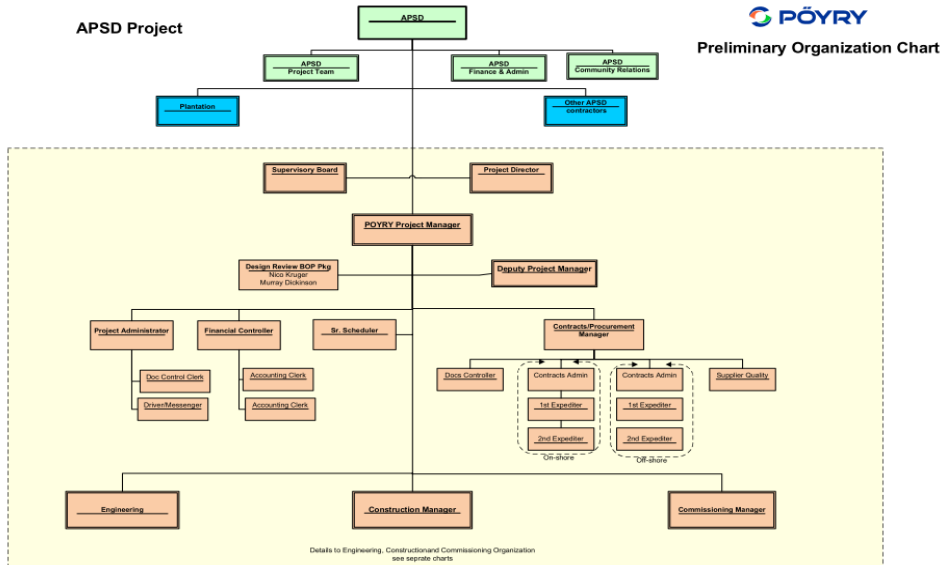 APSD Project
PÖYRY
Preliminary Organization Chart
APSD
APSD
Project Team
APSD
Finance & Admin
APSD
Community Relations
Plantation
Other APSD
contractors
Supervisory Board
Project Director
POYRY Project Manager
Design Review BOP Pkg
Nico Kruger
Murray Dickinson
Deputy Project Manager
Project Administrator
Financial Controller
Sr. Scheduler
Contracts/Procurement
Manager
Doc Control Clerk
Driver/Messenger
Accounting Clerk
Accounting Clerk
Docs Controller
Contracts Admin
1st Expediter
2nd Expediter
On-shore
Contracts Admin
1st Expediter
2nd Expediter
Off-shore
Supplier Quality
Engineering
Construction Manager
Commissioning Manager
Details to Engineering, Constructionand Commissioning Organization
see seprate charts